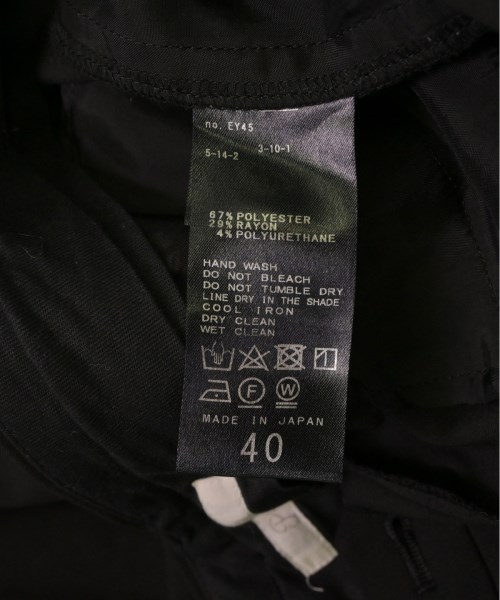 no. EY45
5-14-2 3-10-1
67% POLYESTER
29% RAYON
4% POLYURETHANE
HAND WASH
DO NOT BLEACH
DO NOT TUMBLE DRY
LINE DRY IN THE SHADE
COOL IRON
DRY CLEAN
WET CLEAN
F W
MADE IN JAPAN
40